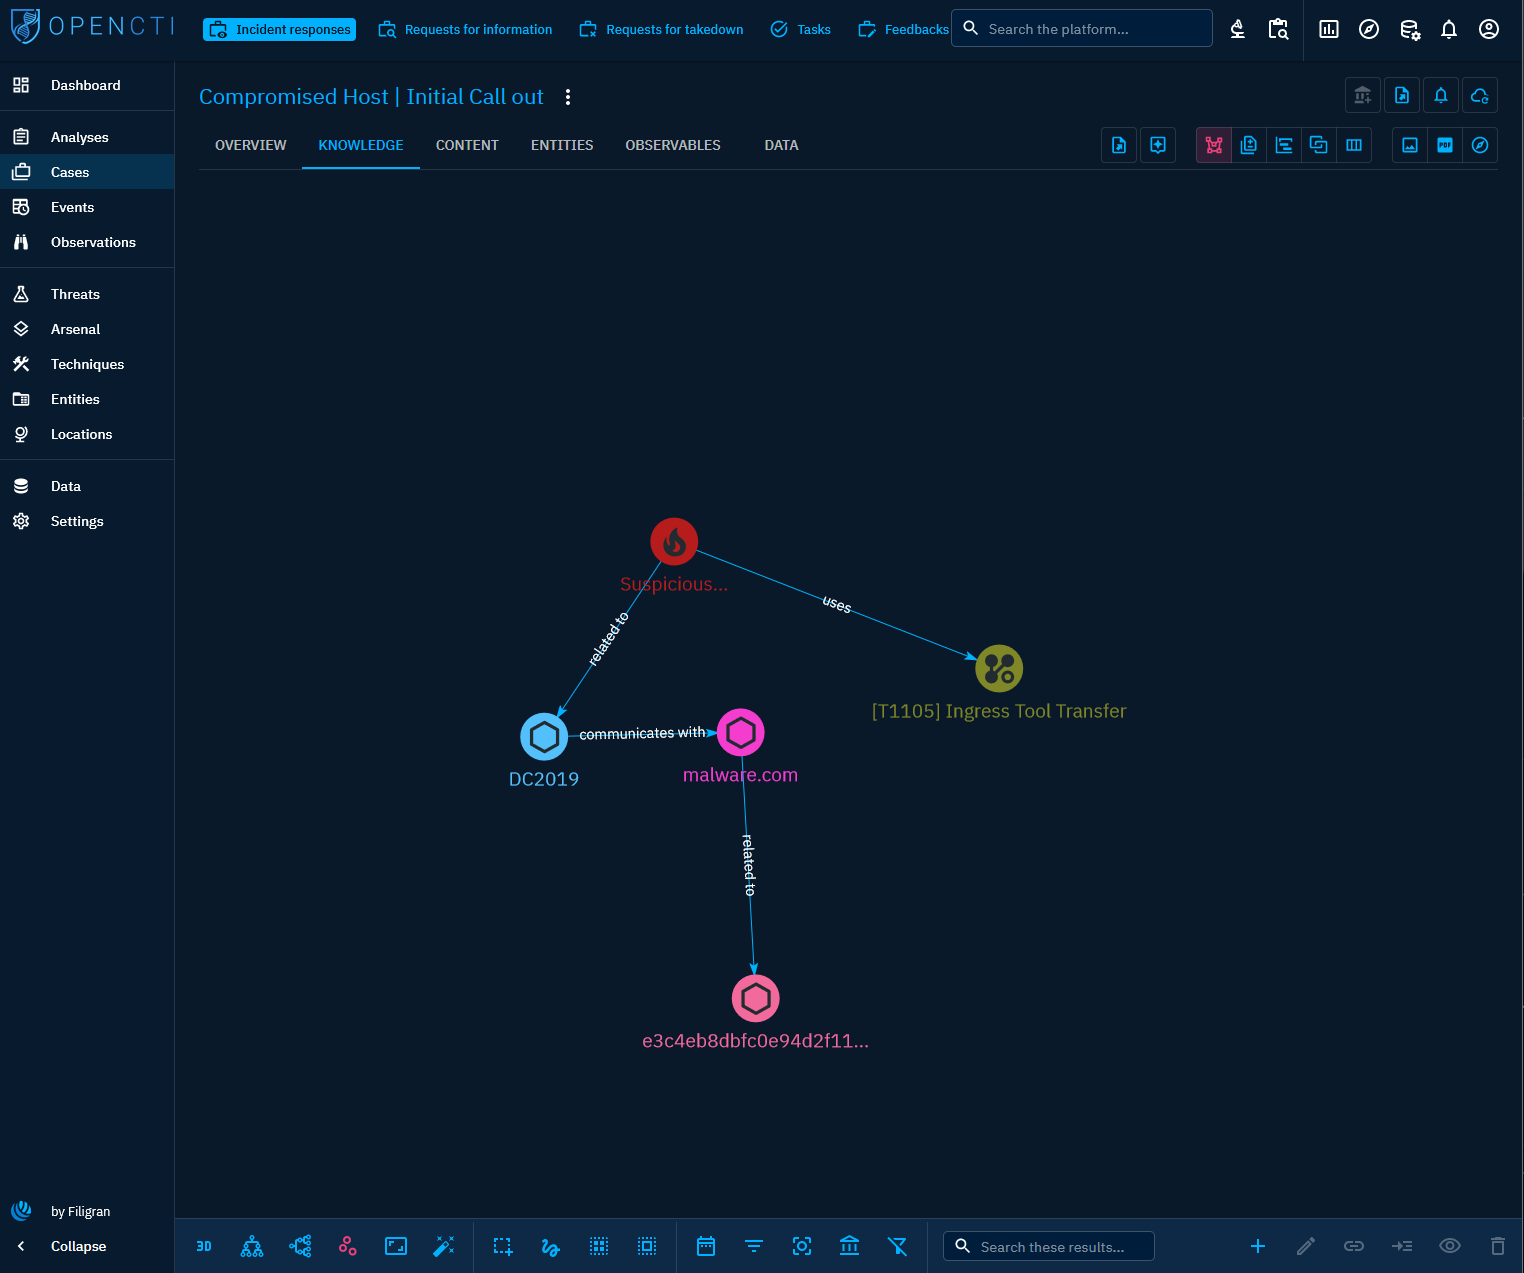 OPENCTI
Incident responses
Requests for information
Requests for takedown
Tasks
Feedbacks
Search the platform...
Dashboard
Analyses
Cases
Events
Observations
Threats
Arsenal
Techniques
Entities
Locations
Data
Settings
by Filigran
Collapse
Compromised Host | Initial Call out
OVERVIEW
KNOWLEDGE
CONTENT
ENTITIES
OBSERVABLES
DATA
PDF
Suspicious...
uses
related to
[T1105] Ingress Tool Transfer
communicates with
DC2019
malware.com
related to
e3c4eb8dbfc0e94d2f11...
3D
Search these results...